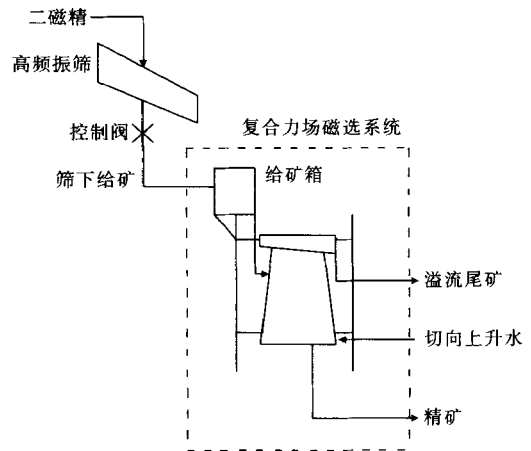 二磁精
高频振筛
控制阀
复合力场磁选系统
筛下给矿
给矿箱
溢流尾矿
切向上升水
精矿